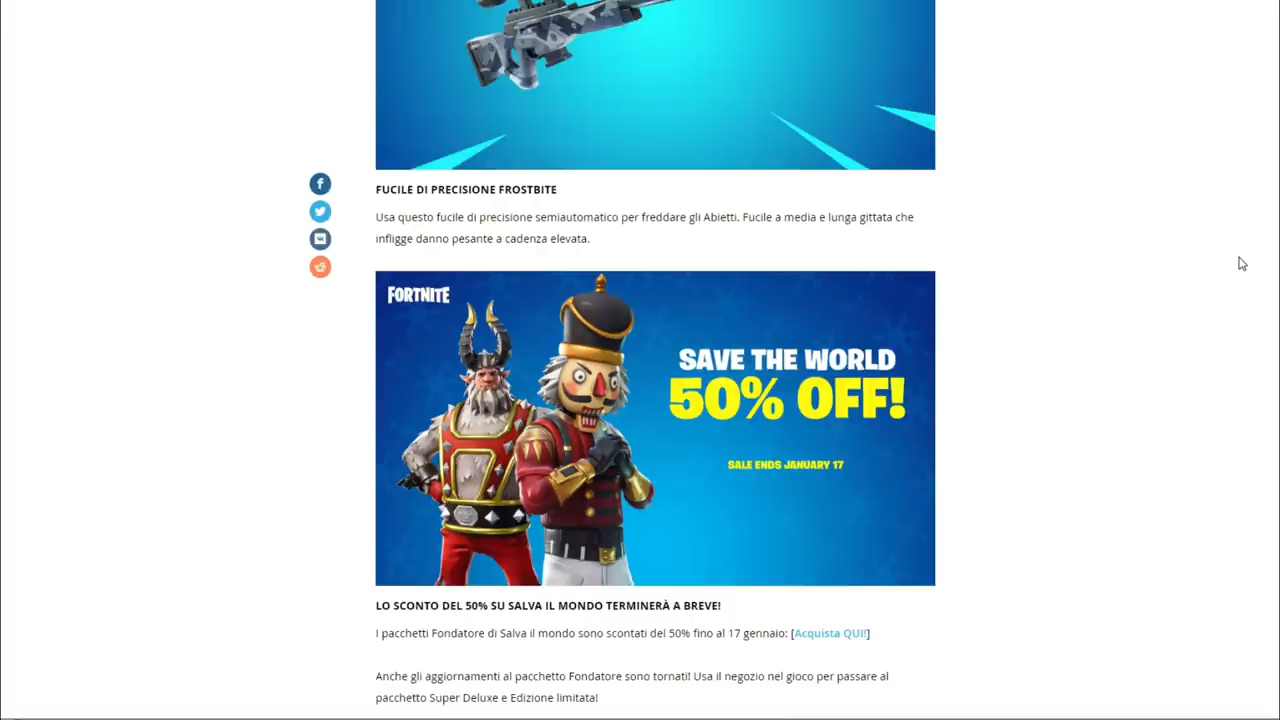 FUCILE DI PRECISIONE FROSTBITE
Usa questo fucile di precisione semiautomatico per freddare gli Abietti. Fucile a media e lunga gittata che
infligge danno pesante a cadenza elevata.
FORTNITE
SAVE THE WORLD
50% OFF!
SALE ENDS JANUARY 17
LO SCONTO DEL 50% SU SALVA IL MONDO TERMINERÀ A BREVE!
I pacchetti Fondatore di Salva il mondo sono scontati del 50% fino al 17 gennaio: [Acquista QUI!]
Anche gli aggiornamenti al pacchetto Fondatore sono tornati! Usa il negozio nel gioco per passare al
pacchetto Super Deluxe e Edizione limitata!